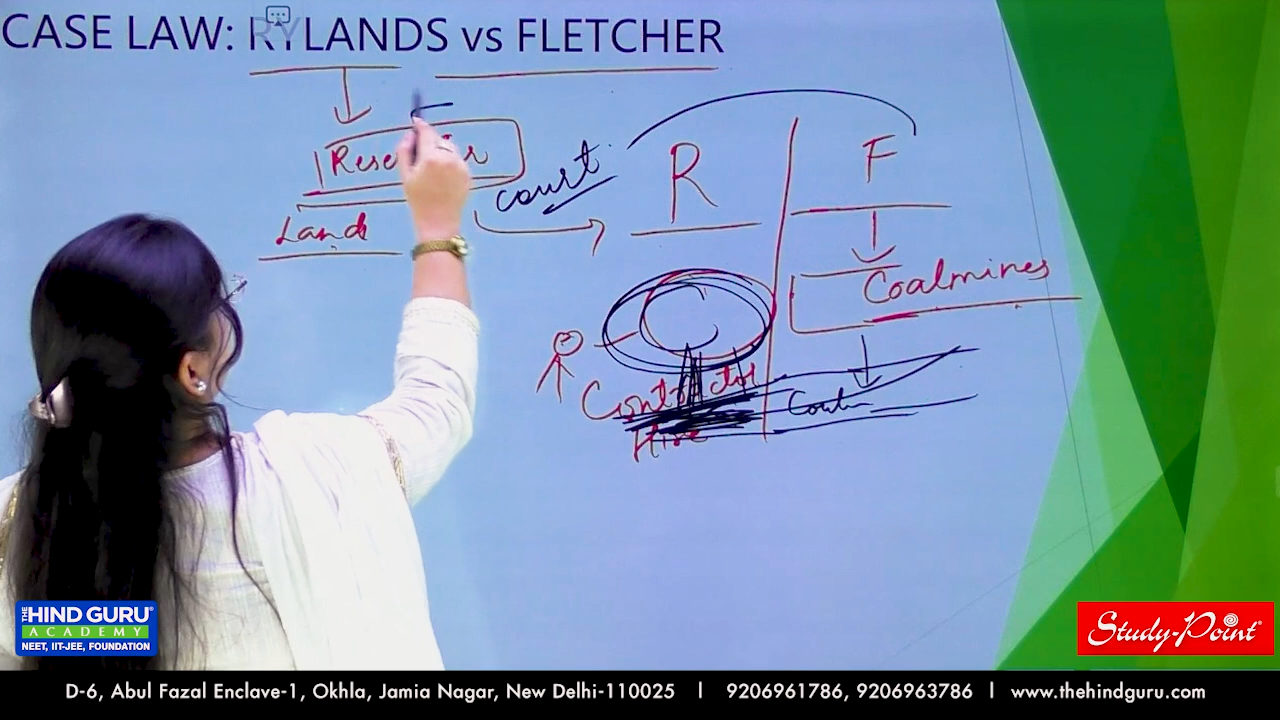 CASE LAW: RYLANDS vs FLETCHER
Land
court
R
F
Coalmines
Contractor
Hire
THE HIND GURU
ACADEMY
NEET, IIT-JEE, FOUNDATION
Study-Point
D-6, Abul Fazal Enclave-1, Okhla, Jamia Nagar, New Delhi-110025 | 9206961786, 9206963786 | www.thehindguru.com